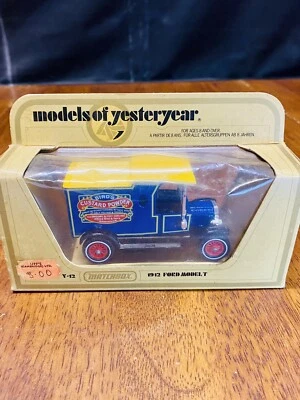 models of yesteryear®
FOR AGES 8 AND OVER
A PARTIR DE 8 ANS. FÜR ALLE ALTERSGRUPPEN AB 8 JAHREN.
BIRD'S
CUSTARD POWDER
5.00
Y-12
MATCHBOX
1912 FORD MODEL T